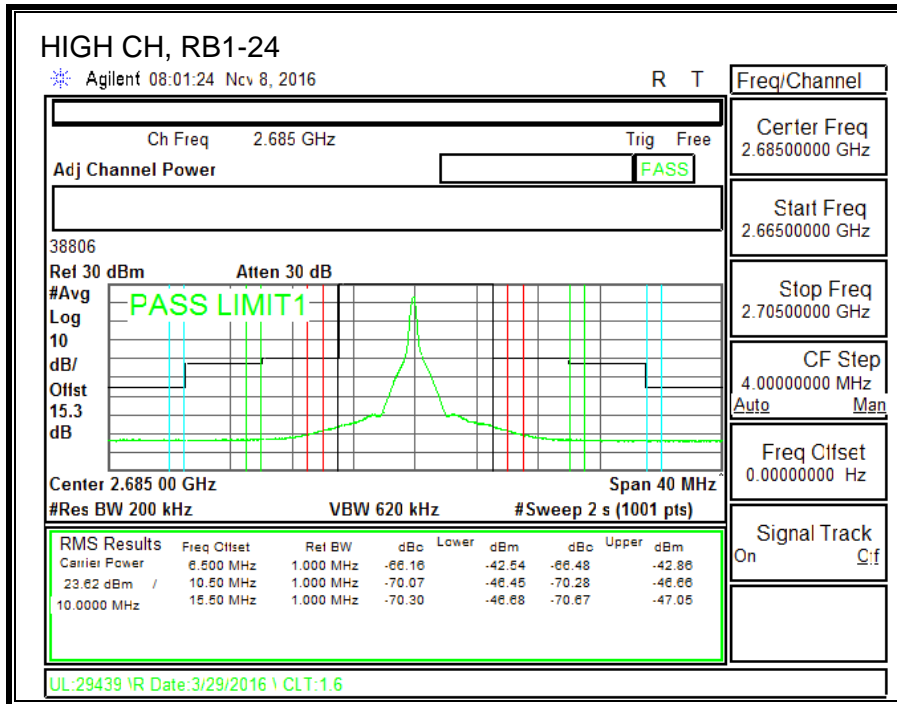 HIGH CH, RB1-24
Agilent 08:01:24 Nov 8, 2016 R T
Freq/Channel
Ch Freq 2.685 GHz Trig Free
Adj Channel Power PASS
Center Freq
2.68500000 GHz
Start Freq
2.66500000 GHz
Stop Freq
2.70500000 GHz
CF Step
4.00000000 MHz
Auto Man
Freq Offset
0.00000000 Hz
Signal Track
On Off
38806
Ref 30 dBm Atten 30 dB
#Avg
Log
10
dB/
Offst
15.3
dB
PASS LIMIT1
Center 2.685 00 GHz Span 40 MHz
#Res BW 200 kHz VBW 620 kHz #Sweep 2 s (1001 pts)
RMS Results Freq Offset Ref BW dBc Lower dBm dBc Upper dBm
Carrier Power 6.500 MHz 1.000 MHz -66.16 -42.54 -66.48 -42.86
23.62 dBm / 10.50 MHz 1.000 MHz -70.07 -46.45 -70.28 -46.66
10.0000 MHz 15.50 MHz 1.000 MHz -70.30 -46.68 -70.67 -47.05
UL:29439 \R Date:3/29/2016 \ CLT:1.6